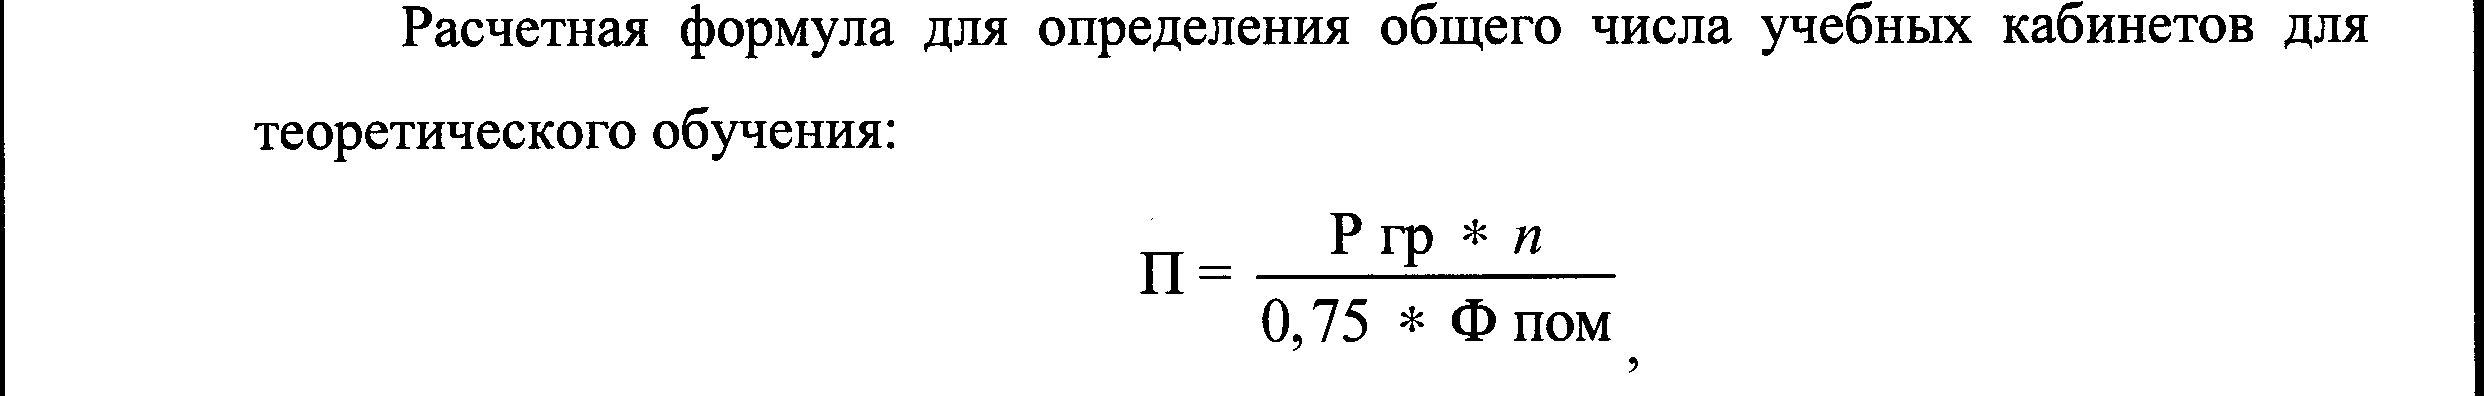 Расчетная формула для определения общего числа учебных кабинетов для
теоретического обучения:
П = Р гр * n
0,75 * Ф пом ,